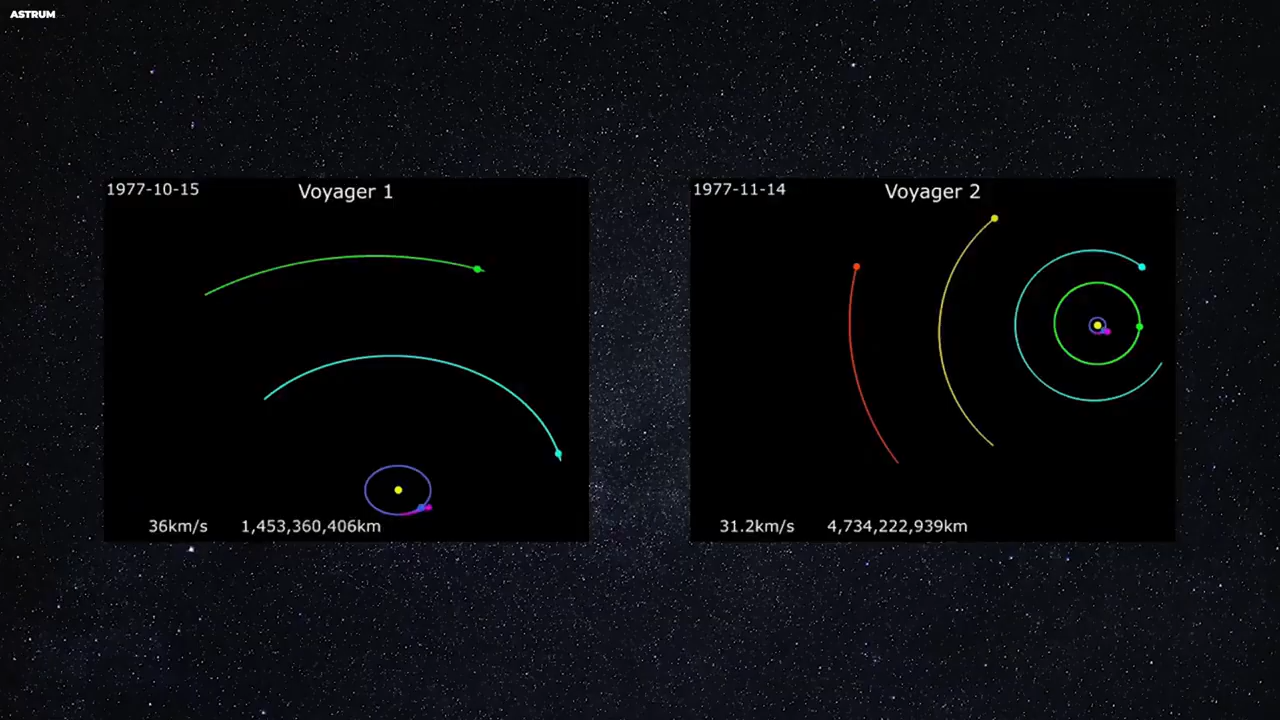 ASTRUM
1977-10-15
Voyager 1
36km/s
1,453,360,406km
1977-11-14
Voyager 2
31.2km/s
4,734,222,939km